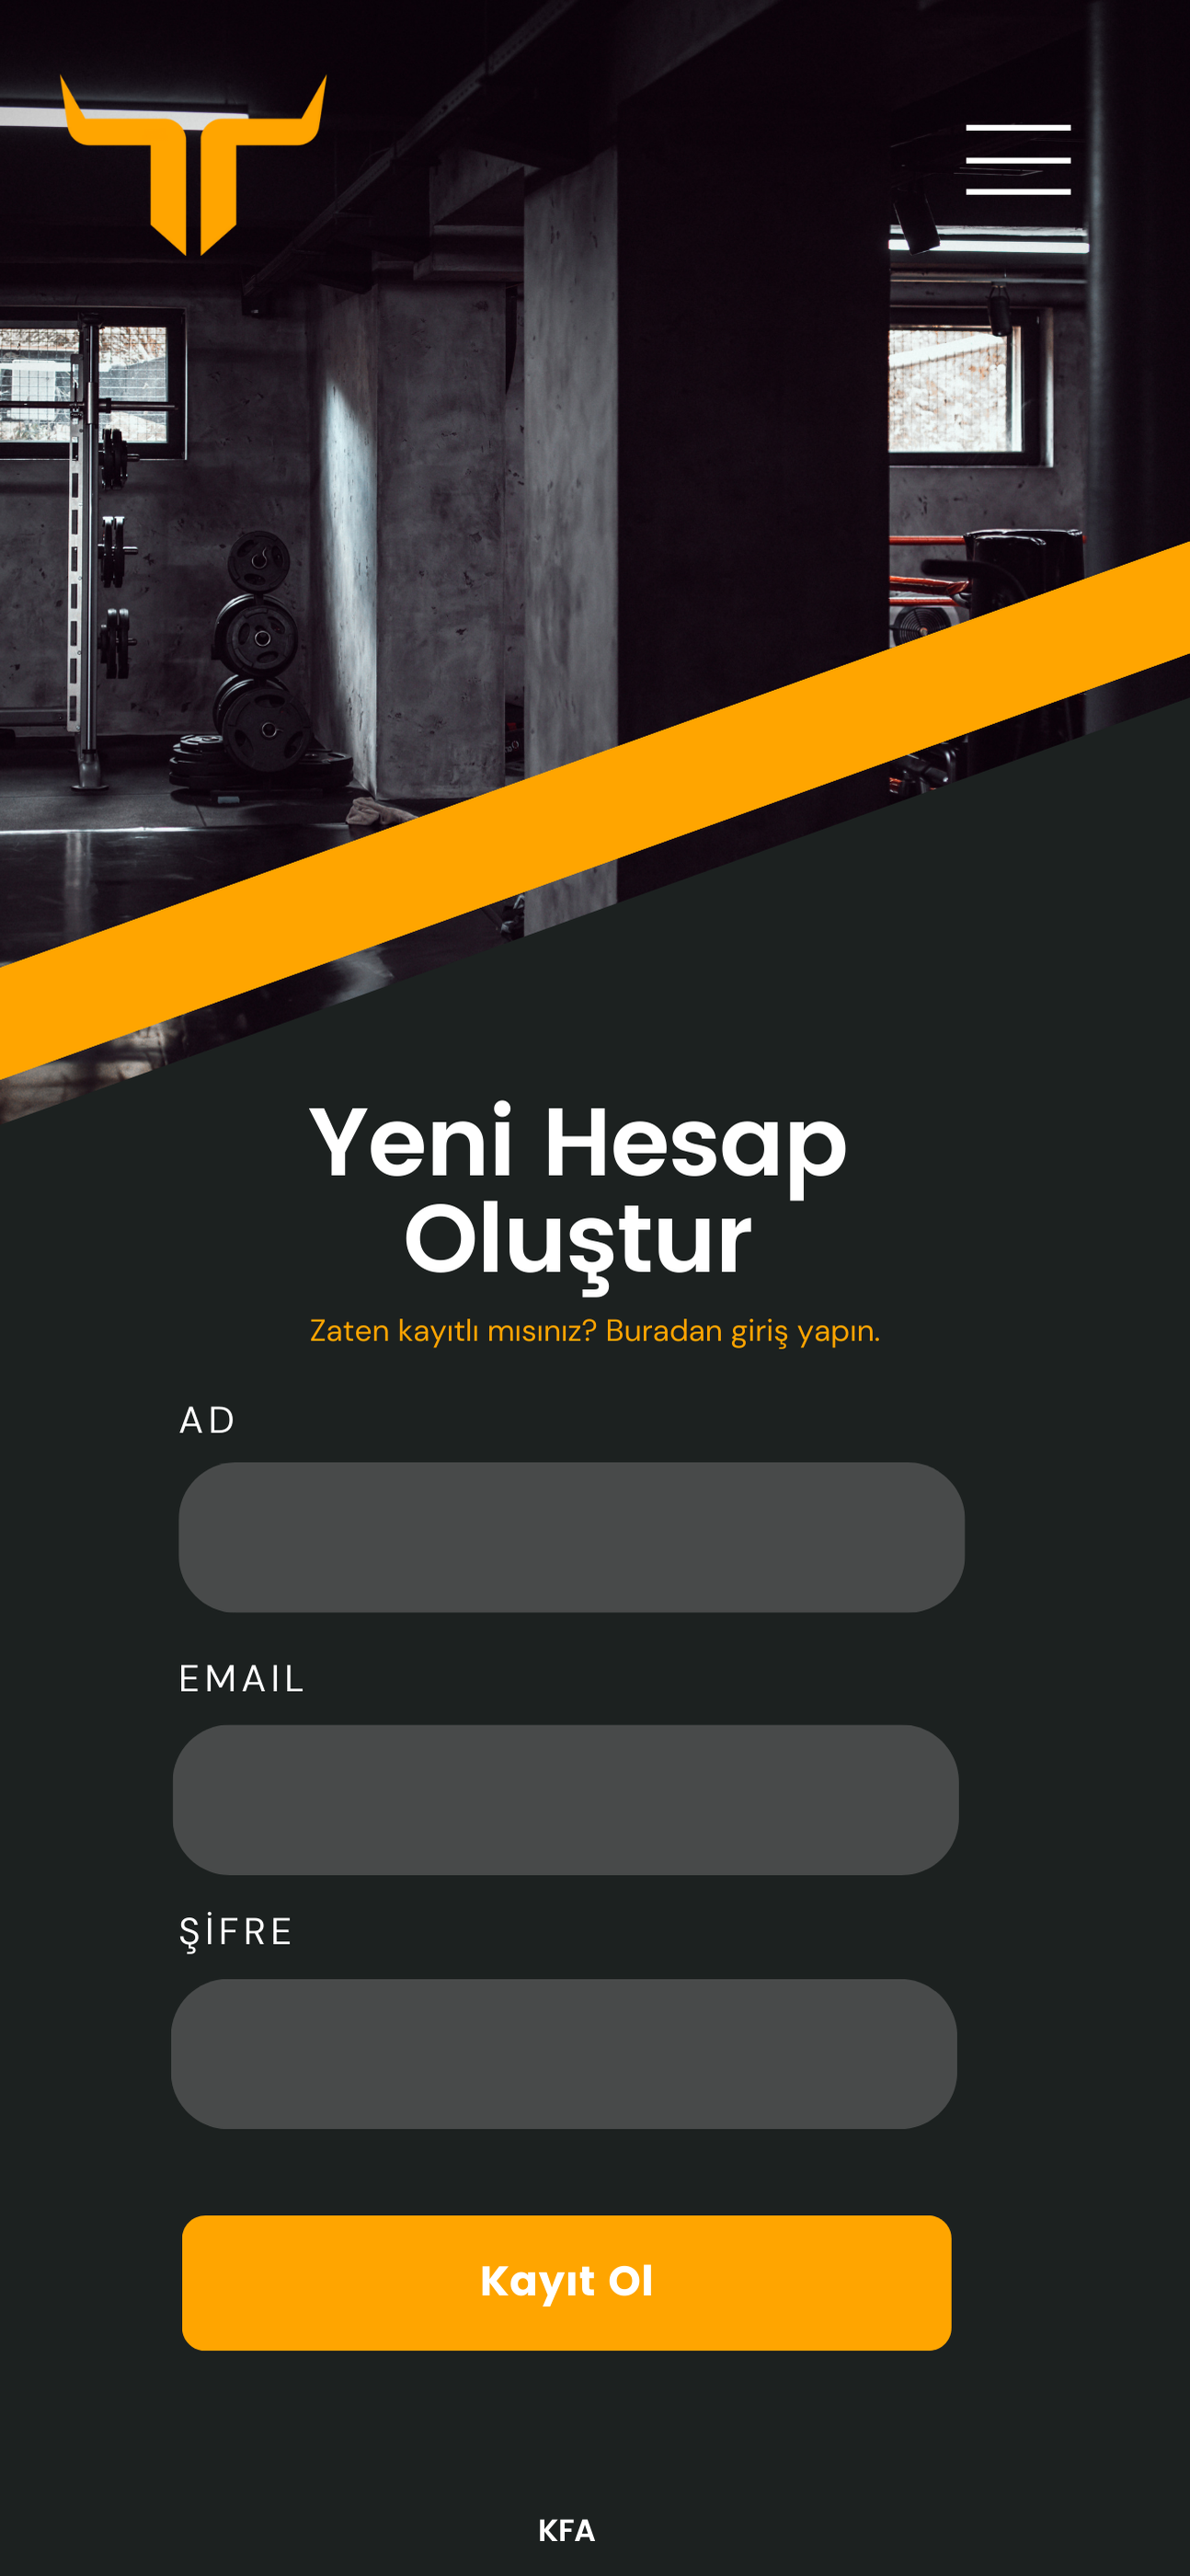 Yeni Hesap
Oluştur
Zaten kayıtlı mısınız? Buradan giriş yapın.
AD
EMAIL
ŞİFRE
Kayıt Ol
KFA